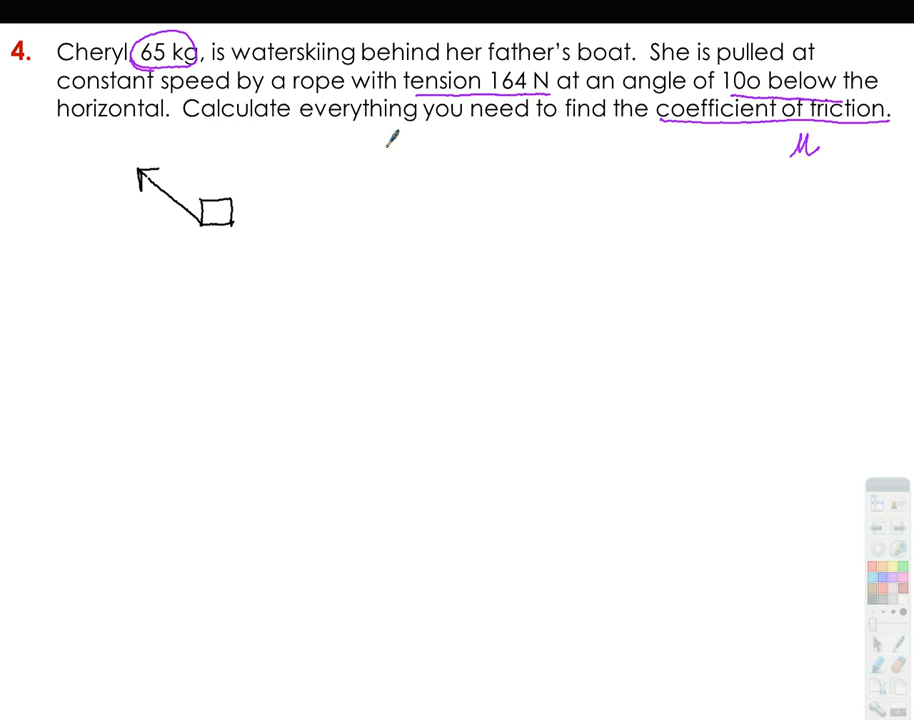 4. Cheryl, 65 kg, is waterskiing behind her father's boat. She is pulled at
constant speed by a rope with tension 164 N at an angle of 10o below the
horizontal. Calculate everything you need to find the coefficient of friction.
μ